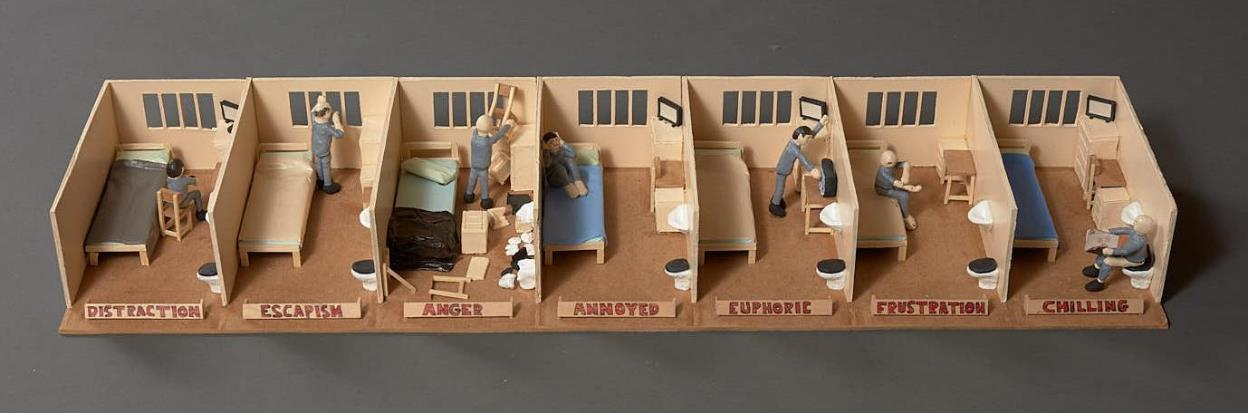 DISTRACTION
ESCAPISM
ANGER
ANNOYED
EUPHORIC
FRUSTRATION
CHILLING